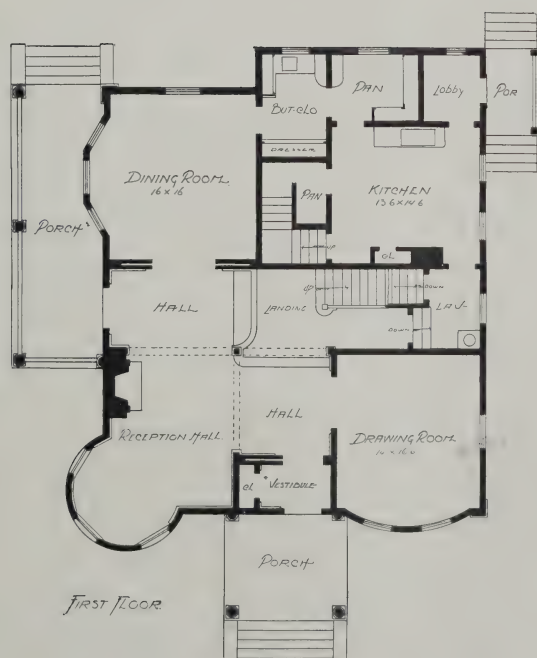 PAN
Lobby
POR
BUT. CLO
DRESSER
DINING ROOM
16 x 16
PAN
KITCHEN
13 6 x 14 6
PORCH
UP
CL
HALL
LANDING
UP
DOWN
LAV.
DOWN
HALL
RECEPTION HALL
DRAWING ROOM
cl
VESTIBULE
PORCH
FIRST FLOOR.